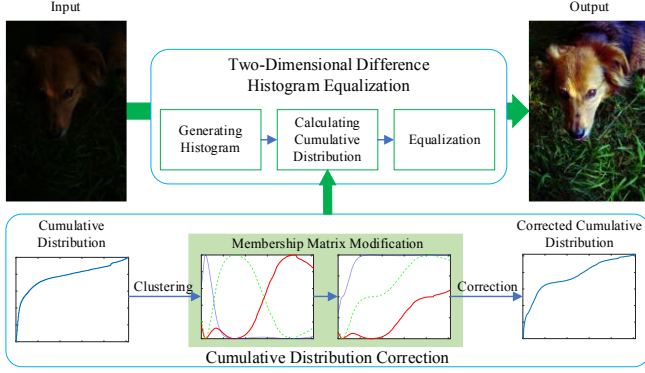 Input
Output
Two-Dimensional Difference
Histogram Equalization
Generating
Histogram
Calculating
Cumulative
Distribution
Equalization
Cumulative
Distribution
Membership Matrix Modification
Corrected Cumulative
Distribution
Clustering
Correction
Cumulative Distribution Correction